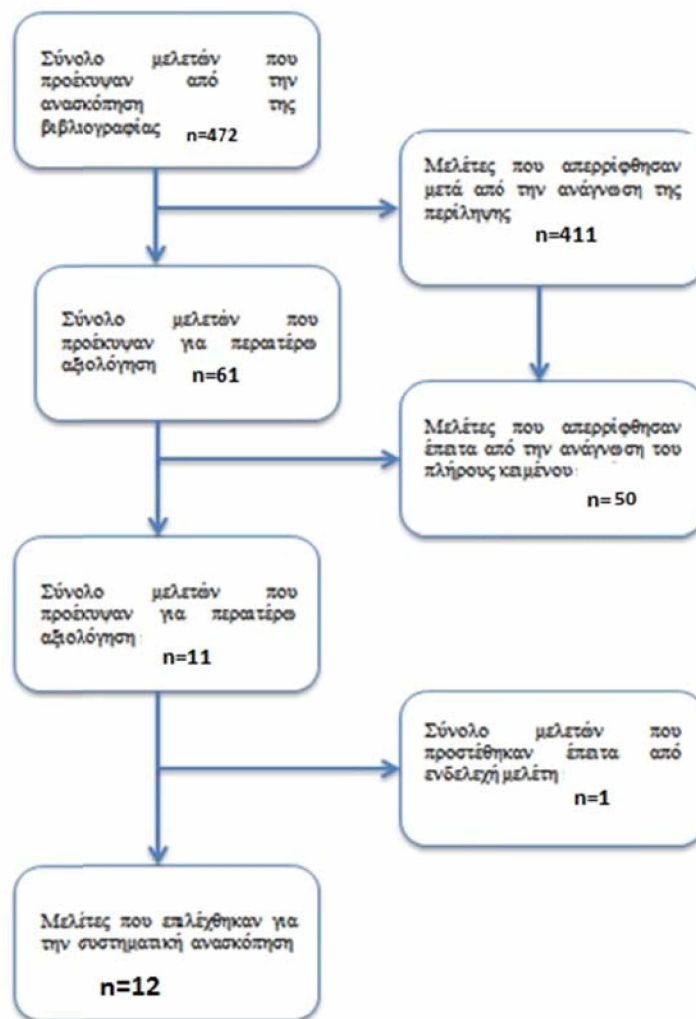 Σύνολο μελετών που
προέκυψαν από την
ανασκόπηση της
βιβλιογραφίας n=472
Μελέτες που απερρίφθησαν
μετά από την ανάγνωση της
περίληψης
n=411
Σύνολο μελετών που
προέκυψαν για περαιτέρω
αξιολόγηση n=61
Μελέτες που απερρίφθησαν
έπειτα από την ανάγνωση του
πλήρους κειμένου:
n= 50
Σύνολο μελετών που
προέκυψαν για περαιτέρω
αξιολόγηση :
n=11
Σύνολο μελετών που
προστέθηκαν έπειτα από
ενδελεχή μελέτη :
n=1
Μελέτες που επιλέχθηκαν για
την συστηματική ανασκόπηση
n=12